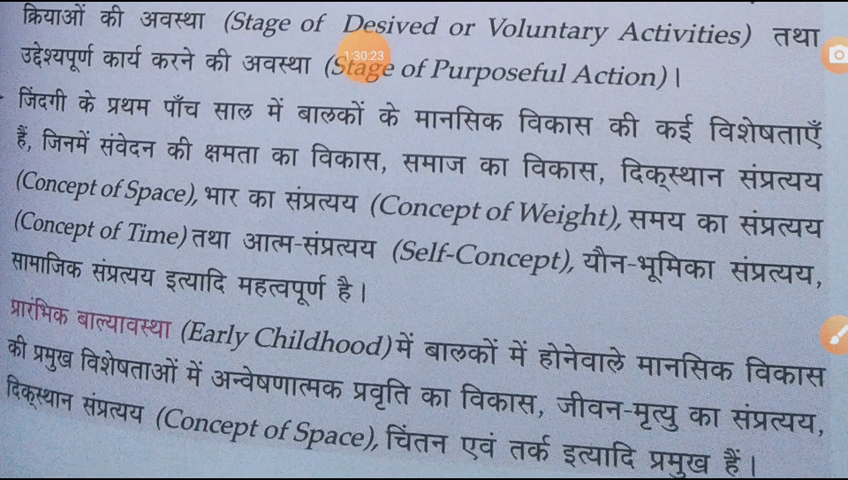 क्रियाओं की अवस्था (Stage of Desived or Voluntary Activities) तथा
उद्देश्यपूर्ण कार्य करने की अवस्था (Stage of Purposeful Action) |
1:30:23
जिंदगी के प्रथम पाँच साल में बालकों के मानसिक विकास की कई विशेषताएँ
हैं, जिनमें संवेदन की क्षमता का विकास, समाज का विकास, दिक्स्थान संप्रत्यय
(Concept of Space), भार का संप्रत्यय (Concept of Weight), समय का संप्रत्यय
(Concept of Time) तथा आत्म-संप्रत्यय (Self-Concept), यौन-भूमिका संप्रत्यय,
सामाजिक संप्रत्यय इत्यादि महत्वपूर्ण है।
प्रारंभिक बाल्यावस्था (Early Childhood) में बालकों में होनेवाले मानसिक विकास
की प्रमुख विशेषताओं में अन्वेषणात्मक प्रवृति का विकास, जीवन-मृत्यु का संप्रत्यय,
दिक्स्थान संप्रत्यय (Concept of Space), चिंतन एवं तर्क इत्यादि प्रमुख हैं।